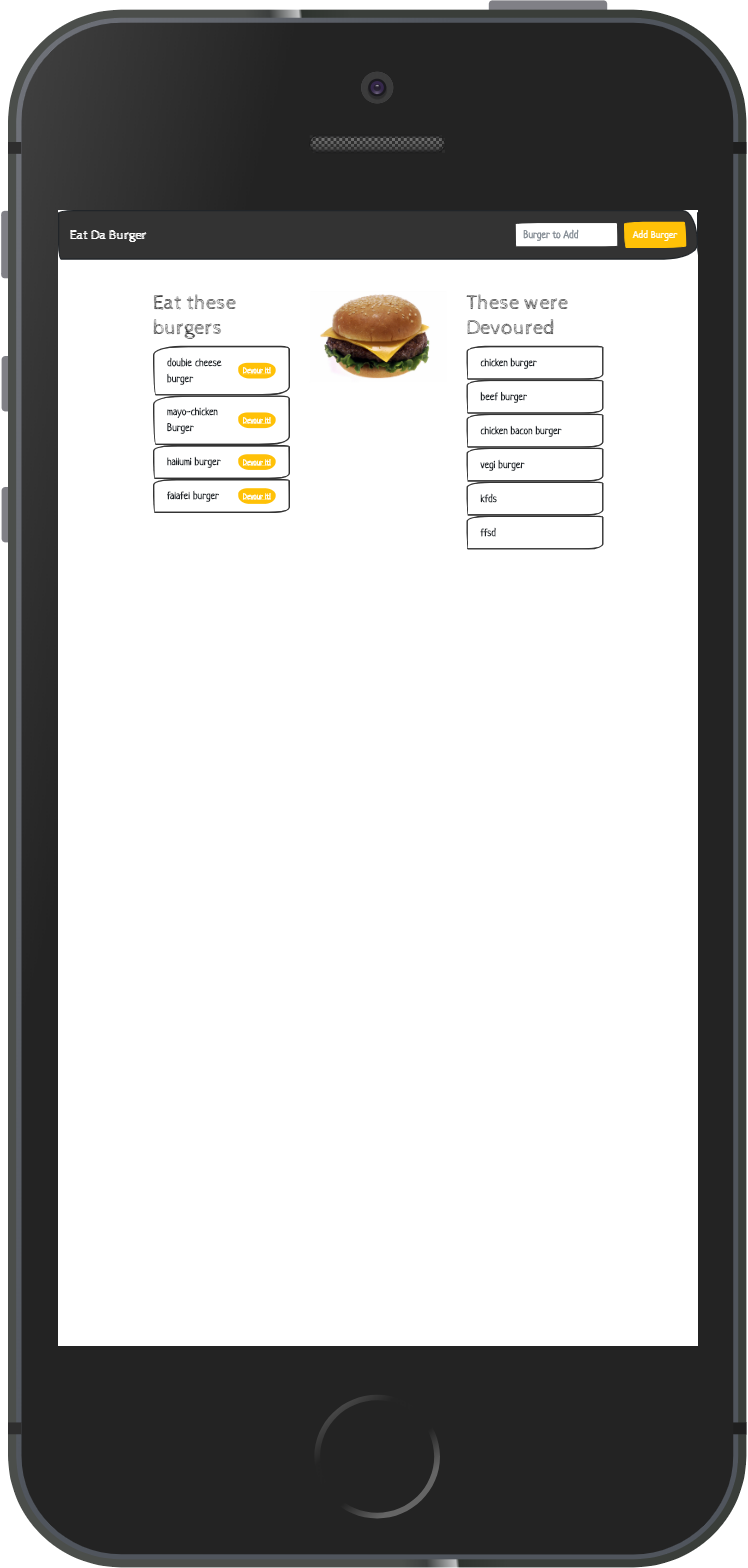 Eat Da Burger
Burger to Add
Add Burger
Eat these
burgers
double cheese
burger
Devour it!
mayo-chicken
Burger
Devour it!
hallumi burger
Devour it!
falafel burger
Devour it!
These were
Devoured
chicken burger
beef burger
chicken bacon burger
vegi burger
kfds
ffsd